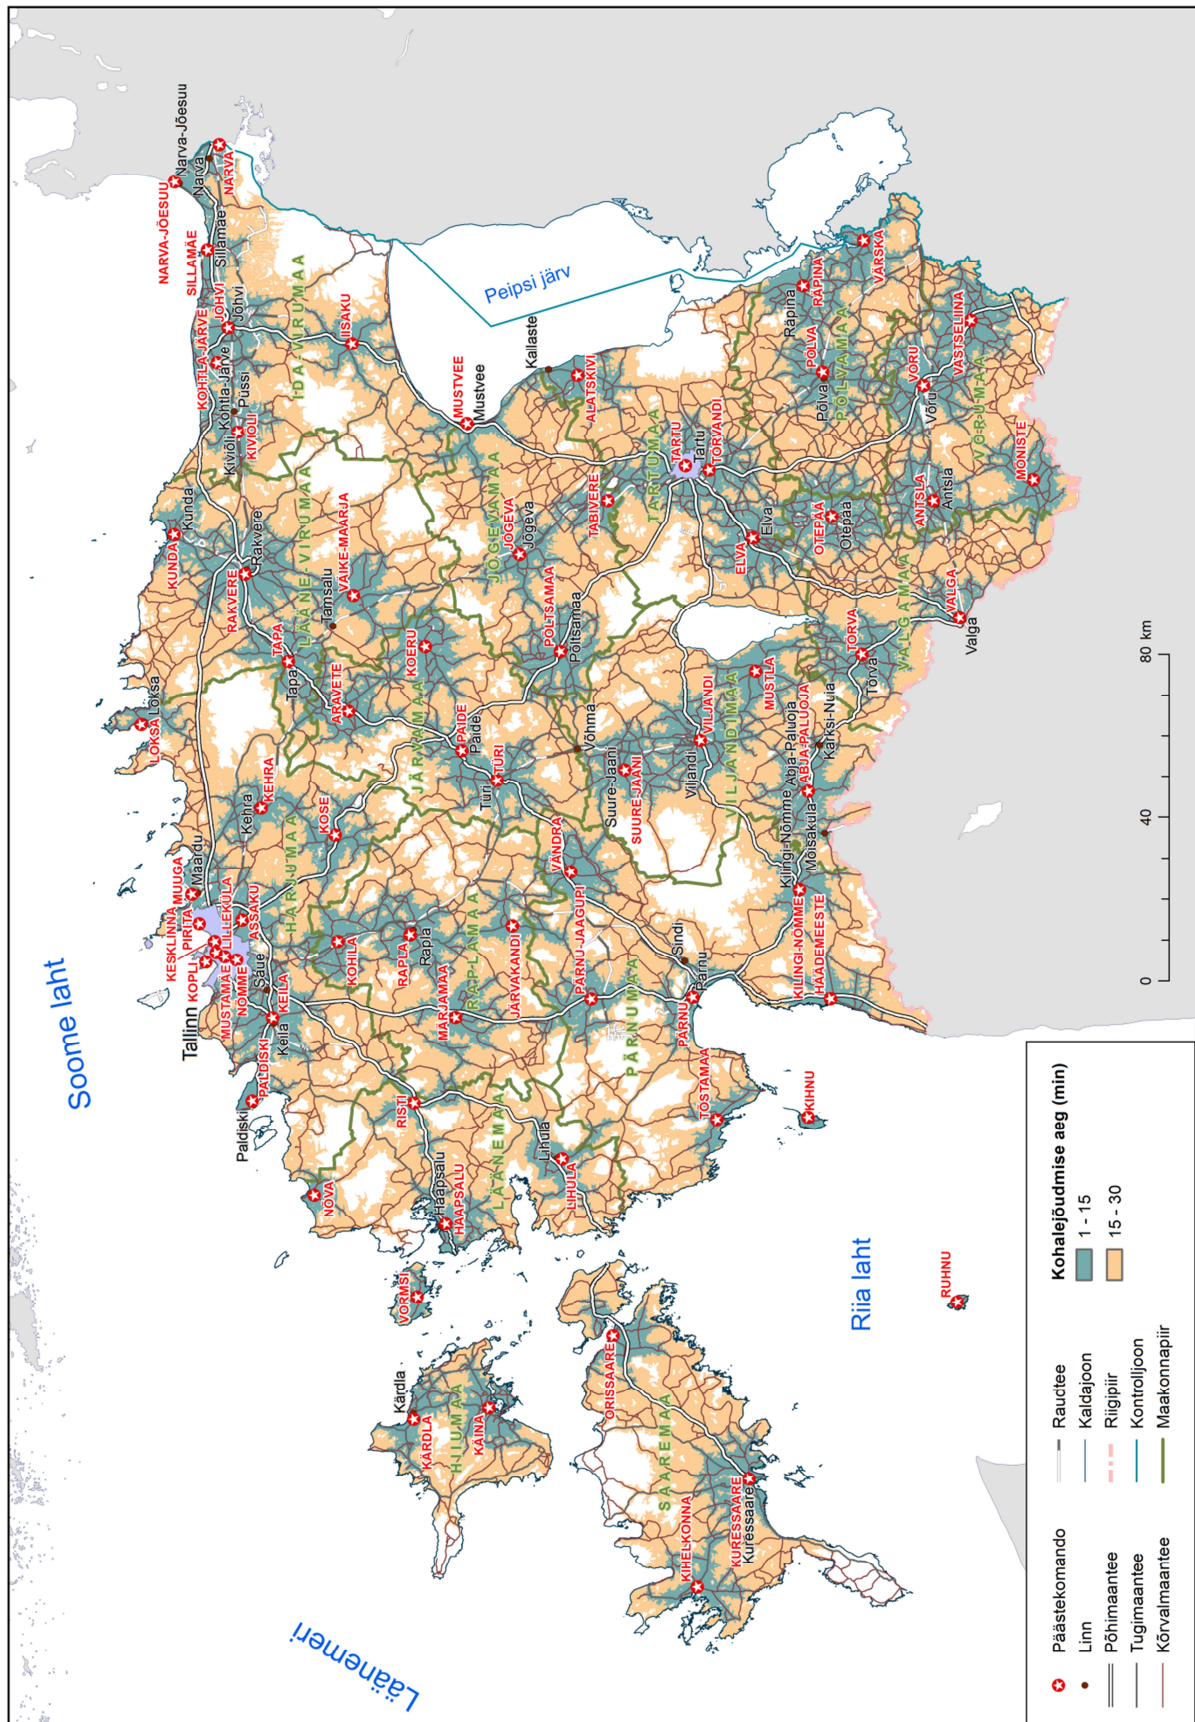 Soome laht
Läänemeri
Riia laht
Peipsi järv
NARVA-JÕESUU
Narva-Jõesuu
Narva
NARVA
SILLAMÄE
Sillamäe
JÕHVI
Jõhvi
KOHTLA-JÄRVE
Kohtla-Järve
Püssi
Kiviõli
KIVIÕLI
IDA-VIRUMAA
IISAKU
Kunda
KUNDA
Rakvere
RAKVERE
LÄÄNE-VIRUMAA
VÄIKE-MAARJA
Tamsalu
TAPA
Tapa
LOKSA
Loksa
ARAVETE
KOERU
JÄRVAMAA
PAIDE
Paide
TÜRI
Türi
KEHRA
Kehra
KOSE
HARJUMAA
Maardu
MUUGA
PIRITA
KESKLINNA
LILLEKÜLA
KOPLI
Tallinn
MUSTAMÄE
NÕMME
ASSAKU
Saue
KEILA
Keila
PALDISKI
Paldiski
KOHILA
RAPLA
Rapla
RAPLAMAA
MÄRJAMAA
JÄRVAKANDI
NÕVA
RISTI
Haapsalu
HAAPSALU
LÄÄNEMAA
Lihula
LIHULA
VORMSI
Kärdla
KÄRDLA
HIIUMAA
KÄINA
ORISSAARE
SAAREMAA
KURESSAARE
Kuressaare
KIHELKONNA
RUHNU
KIHNU
TÕSTAMAA
PÄRNUMAA
PÄRNU-JAAGUPI
VÄNDRA
Sindi
Pärnu
PÄRNU
HÄÄDEMEESTE
KILINGI-NÕMME
Kilingi-Nõmme
Mõisaküla
ABJA-PALUOJA
Abja-Paluoja
Karksi-Nuia
VILJANDIMAA
VILJANDI
Viljandi
SUURE-JAANI
Suure-Jaani
Võhma
MUSTLA
TÕRVA
Tõrva
VALGAMAA
VALGA
Valga
PÕLTSAMAA
Põltsamaa
JÕGEVAMAA
JÕGEVA
Jõgeva
MUSTVEE
Mustvee
Kallaste
ALATSKIVI
TABIVERE
TARTUMAA
TARTU
Tartu
TÕRVANDI
ELVA
Elva
OTEPÄÄ
Otepää
PÕLVA
Põlva
PÕLVAMAA
Räpina
RÄPINA
VÄRSKA
VÕRU
Võru
VÕRUMAA
VASTSELIINA
ANTSLA
Antsla
MÕNISTE
0
40
80 km
Päästekomando
Linn
Põhimaantee
Tugimaantee
Kõrvalmaantee
Raudtee
Kaldajoon
Riigipiir
Kontrolljoon
Maakonnapiir
Kohalejõudmise aeg (min)
1 - 15
15 - 30